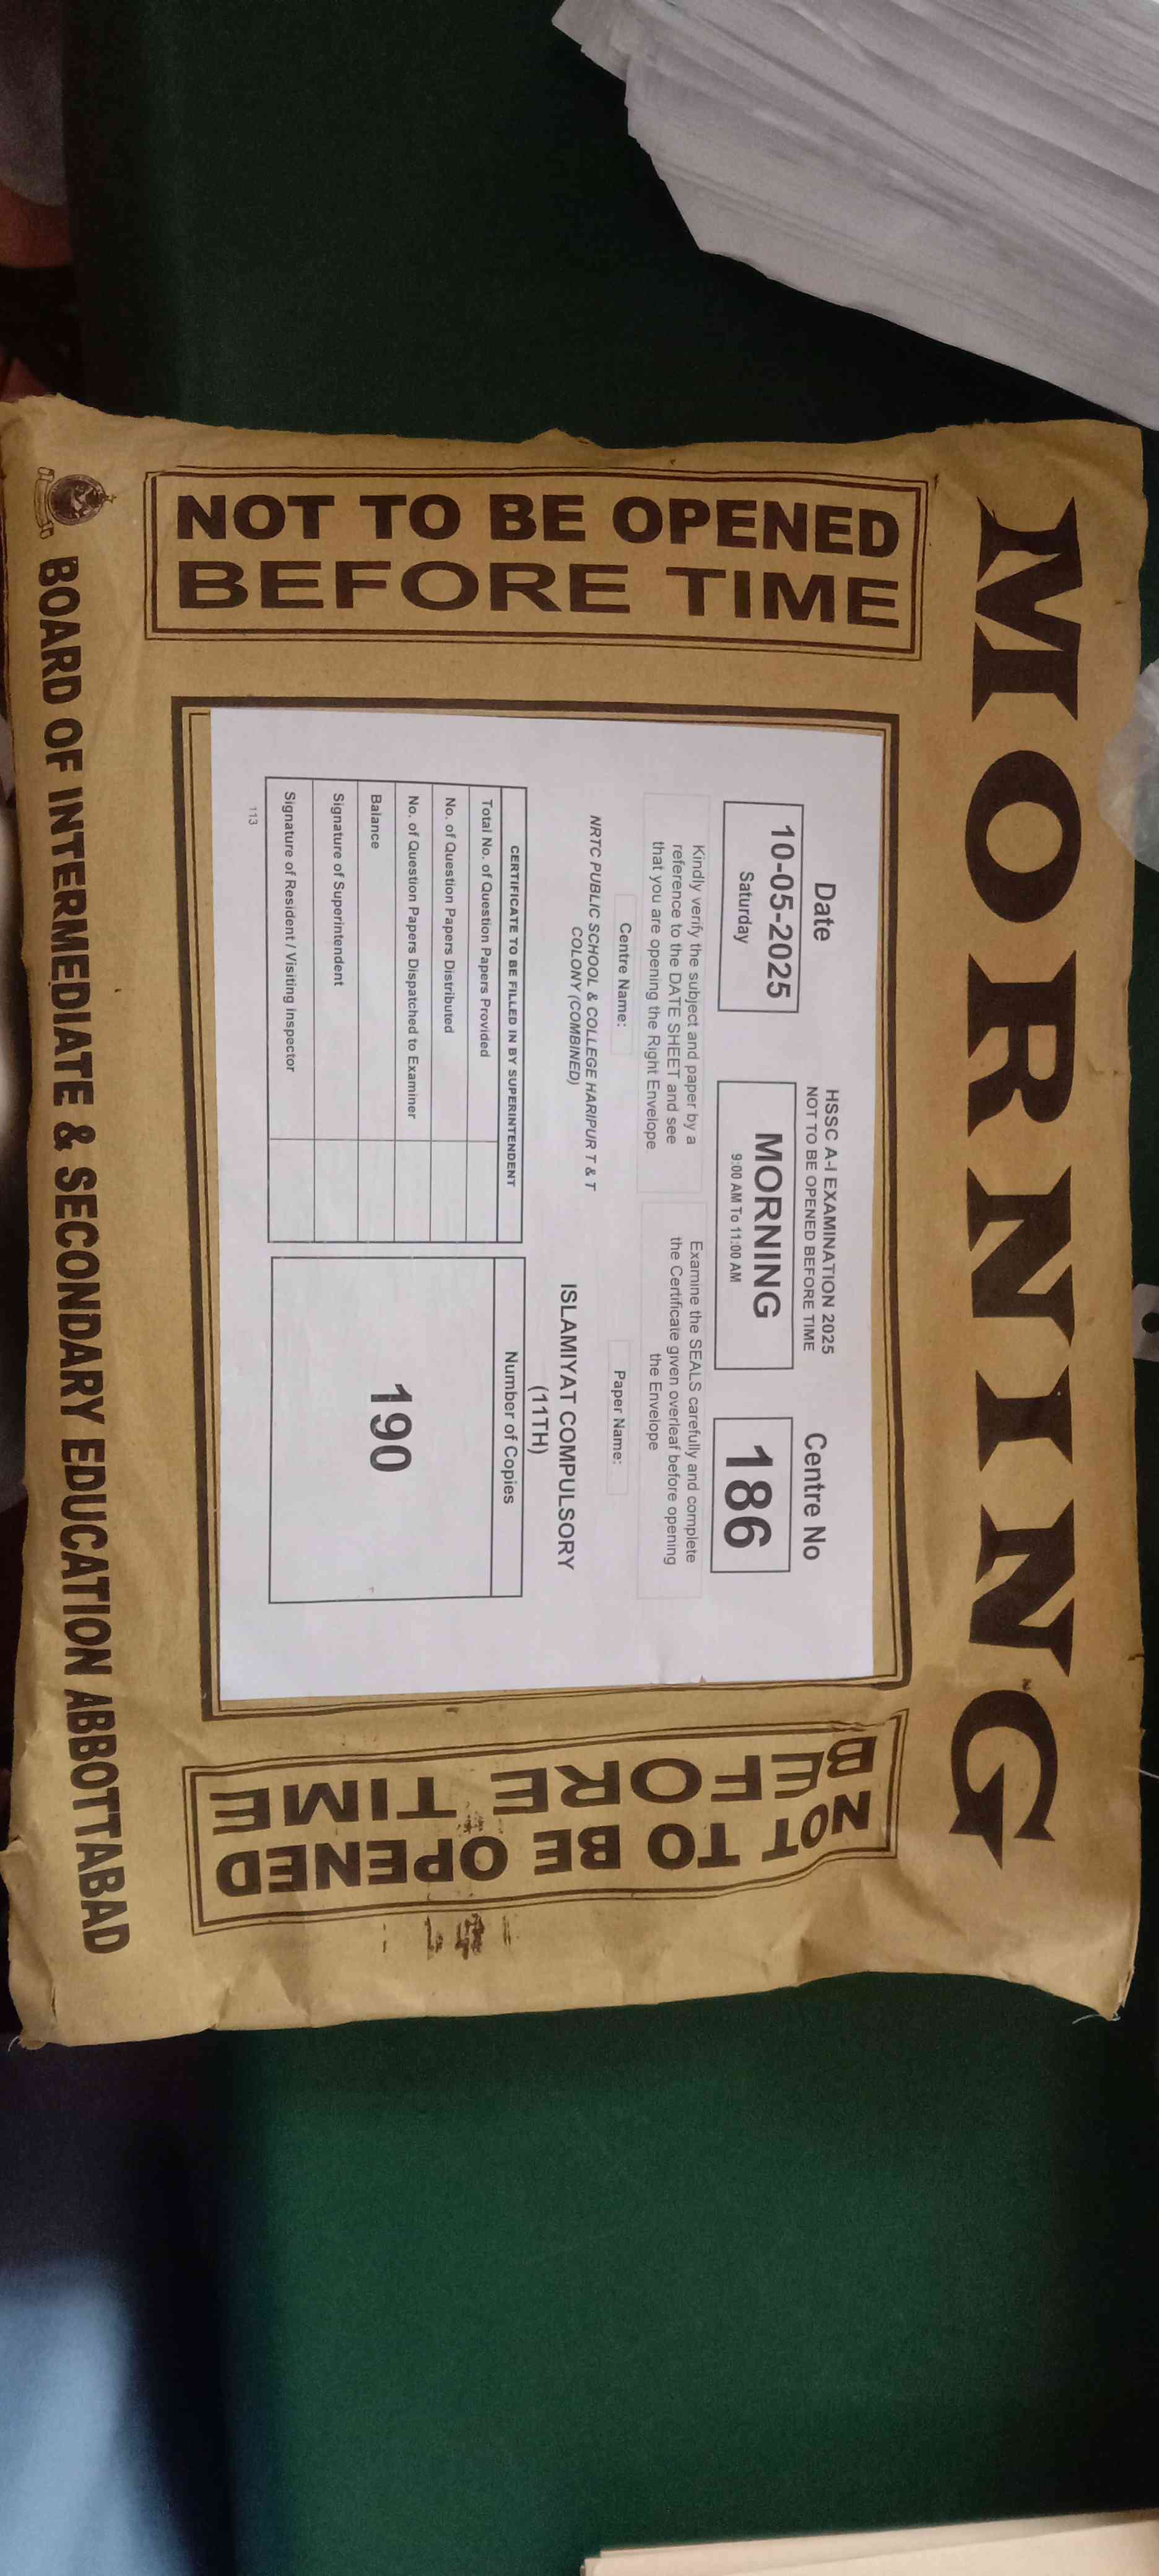 MORNING
NOT TO BE OPENED
BEFORE TIME
HSSC A-I EXAMINATION 2025
NOT TO BE OPENED BEFORE TIME
Date
10-05-2025
Saturday
MORNING
9:00 AM To 11:00 AM
Centre No
186
Kindly verify the subject and paper by a
reference to the DATE SHEET and see
that you are opening the Right Envelope
Examine the SEALS carefully and complete
the Certificate given overleaf before opening
the Envelope
Centre Name:
NRTC PUBLIC SCHOOL & COLLEGE HARIPUR T & T
COLONY (COMBINED)
Paper Name:
ISLAMIYAT COMPULSORY
(11TH)
CERTIFICATE TO BE FILLED IN BY SUPERINTENDENT
Total No. of Question Papers Provided
No. of Question Papers Distributed
No. of Question Papers Dispatched to Examiner
Balance
Signature of Superintendent
Signature of Resident / Visiting Inspector
Number of Copies
190
113
NOT TO BE OPENED
BEFORE TIME
BOARD OF INTERMEDIATE & SECONDARY EDUCATION ABBOTTABAD